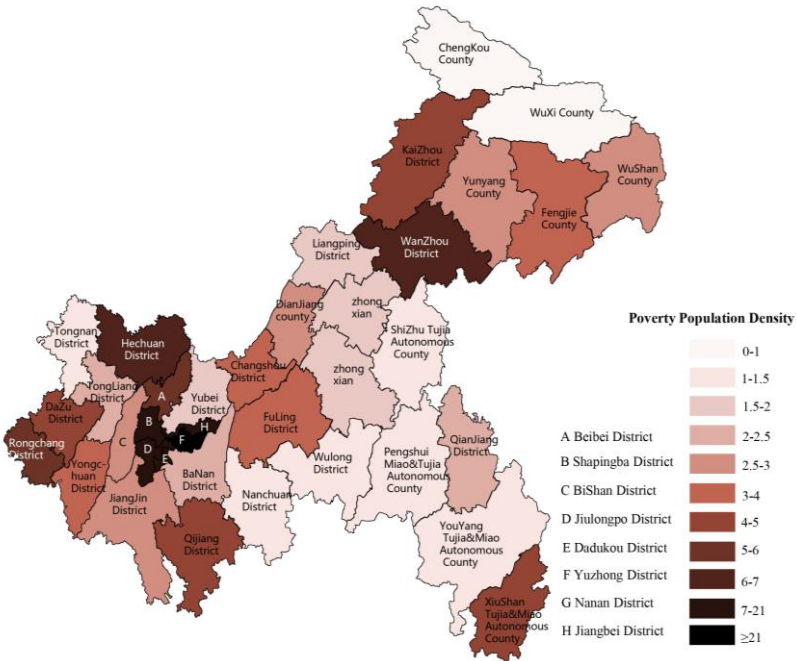 ChengKou
County
WuXi County
KaiZhou
District
WuShan
County
Yunyang
County
Fengjie
County
WanZhou
District
Liangping
District
DianJiang
county
zhong
xian
ShiZhu Tujia
Autonomous
County
Tongnan
District
Hechuan
District
Changshou
District
zhong
xian
TongLiang
District
A
Yubei
District
DaZu
District
B
H
F
FuLing
District
QianJiang
District
Rongchang
District
C
D
E
Yongc-
huan
District
BaNan
District
Wulong
District
Pengshui
Miao&Tujia
Autonomous
County
JiangJin
District
Nanchuan
District
Qijiang
District
YouYang
Tujia&Miao
Autonomous
County
XiuShan
Tujia&Miao
Autonomous
County
Poverty Population Density
0-1
1-1.5
1.5-2
2-2.5
2.5-3
3-4
4-5
5-6
6-7
7-21
≥21
A Beibei District
B Shapingba District
C BiShan District
D Jiulongpo District
E Dadukou District
F Yuzhong District
G Nanan District
H Jiangbei District